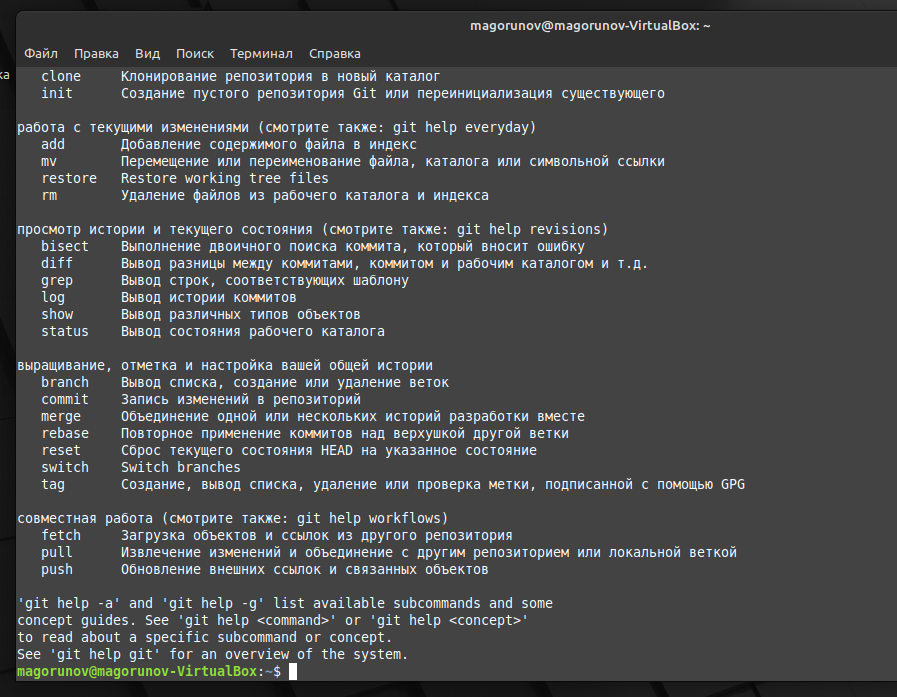 magorunov@magorunov-VirtualBox: ~
Файл Правка Вид Поиск Терминал Справка
ка
clone Клонирование репозитория в новый каталог
init Создание пустого репозитория Git или переинициализация существующего
работа с текущими изменениями (смотрите также: git help everyday)
add Добавление содержимого файла в индекс
mv Перемещение или переименование файла, каталога или символьной ссылки
restore Restore working tree files
rm Удаление файлов из рабочего каталога и индекса
просмотр истории и текущего состояния (смотрите также: git help revisions)
bisect Выполнение двоичного поиска коммита, который вносит ошибку
diff Вывод разницы между коммитами, коммитом и рабочим каталогом и т.д.
grep Вывод строк, соответствующих шаблону
log Вывод истории коммитов
show Вывод различных типов объектов
status Вывод состояния рабочего каталога
выращивание, отметка и настройка вашей общей истории
branch Вывод списка, создание или удаление веток
commit Запись изменений в репозиторий
merge Объединение одной или нескольких историй разработки вместе
rebase Повторное применение коммитов над верхушкой другой ветки
reset Сброс текущего состояния HEAD на указанное состояние
switch Switch branches
tag Создание, вывод списка, удаление или проверка метки, подписанной с помощью GPG
совместная работа (смотрите также: git help workflows)
fetch Загрузка объектов и ссылок из другого репозитория
pull Извлечение изменений и объединение с другим репозиторием или локальной веткой
push Обновление внешних ссылок и связанных объектов
'git help -a' and 'git help -g' list available subcommands and some
concept guides. See 'git help <command>' or 'git help <concept>'
to read about a specific subcommand or concept.
See 'git help git' for an overview of the system.
magorunov@magorunov-VirtualBox:~$